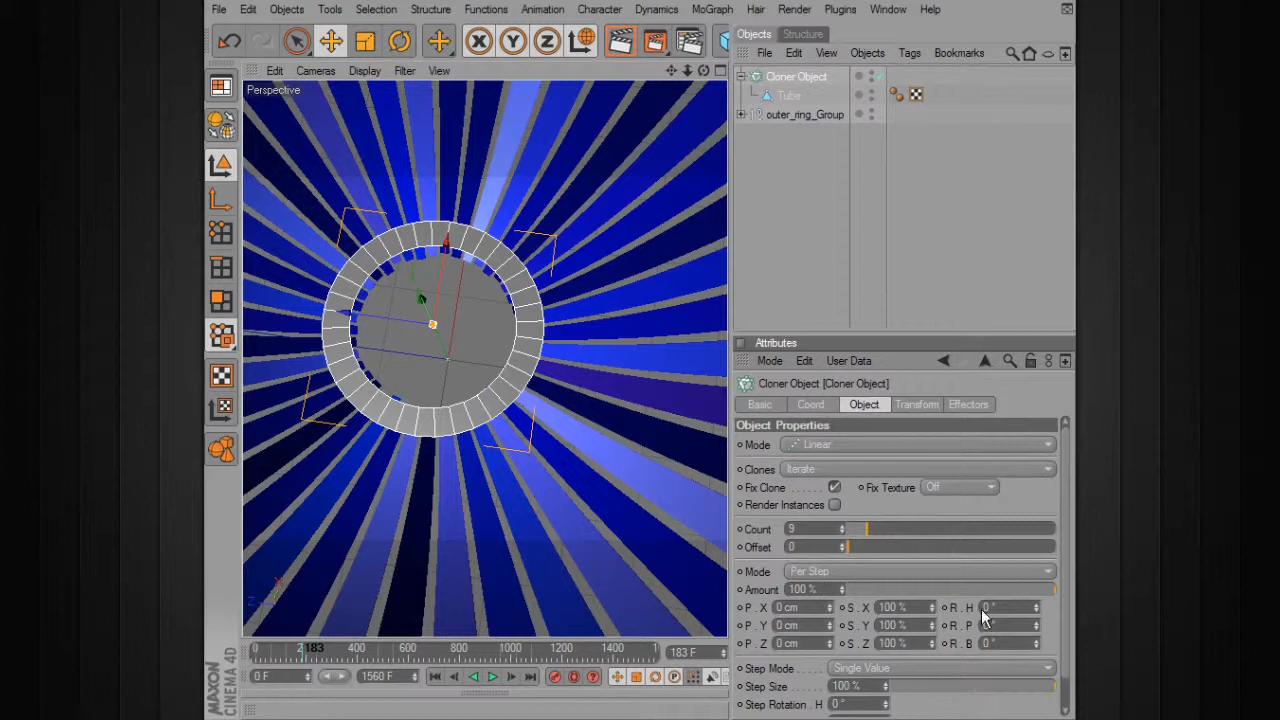 File Edit Objects Tools Selection Structure Functions Animation Character Dynamics MoGraph Hair Render Plugins Window Help
X Y Z
Objects Structure
Edit Cameras Display Filter View
File Edit View Objects Tags Bookmarks
Perspective
Cloner Object
Tube
outer_ring_Group
Attributes
Mode Edit User Data
Cloner Object [Cloner Object]
Basic Coord Object Transform Effectors
Object Properties
Mode Linear
Clones Iterate
Fix Clone Fix Texture Off
Render Instances
Count 9
Offset 0
Mode Per Step
Amount 100 %
P . X 0 cm S . X 100 % R . H 0 °
P . Y 0 cm S . Y 100 % R . P
P . Z 0 cm S . Z 100 % R . B 0 °
Step Mode Single Value
Step Size 100 %
Step Rotation . H 0 °
0 2 183 400 600 800 1000 1200 1400 183 F
0 F 1560 F
MAXON
CINEMA 4D